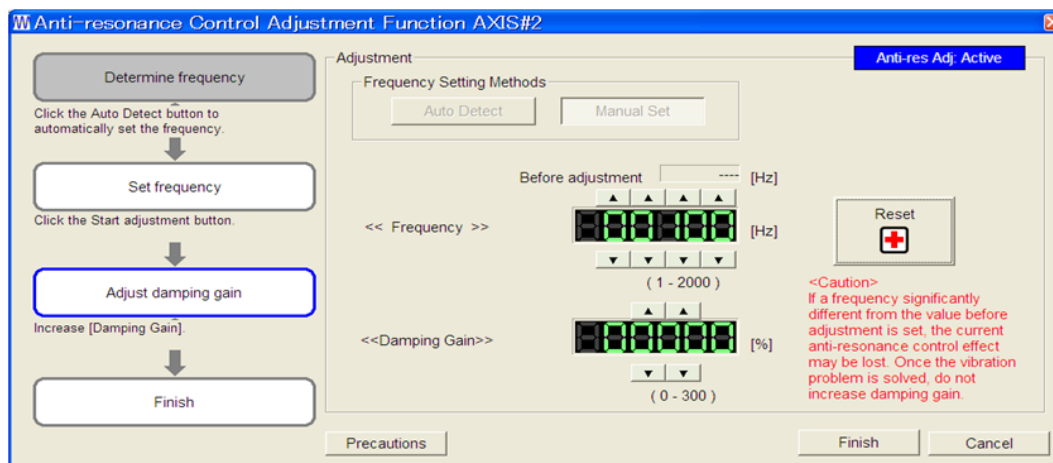 Anti-resonance Control Adjustment Function AXIS#2
Determine frequency
Click the Auto Detect button to
automatically set the frequency.
Set frequency
Click the Start adjustment button.
Adjust damping gain
Increase [Damping Gain].
Finish
Adjustment
Anti-res Adj: Active
Frequency Setting Methods
Auto Detect
Manual Set
Before adjustment ---- [Hz]
<< Frequency >> 00100 [Hz]
( 1 - 2000 )
<<Damping Gain>> 00000 [%]
( 0 - 300 )
Reset
<Caution>
If a frequency significantly
different from the value before
adjustment is set, the current
anti-resonance control effect
may be lost. Once the vibration
problem is solved, do not
increase damping gain.
Precautions
Finish
Cancel